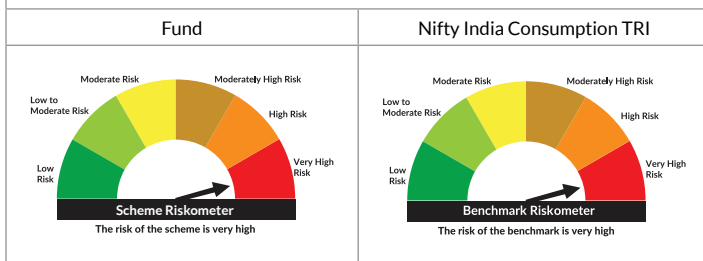 Fund
Nifty India Consumption TRI
Moderate Risk
Moderately High Risk
Low to
Moderate Risk
High Risk
Low
Risk
Very High
Risk
Scheme Riskometer
The risk of the scheme is very high
Moderate Risk
Moderately High Risk
Low to
Moderate Risk
High Risk
Low
Risk
Very High
Risk
Benchmark Riskometer
The risk of the benchmark is very high